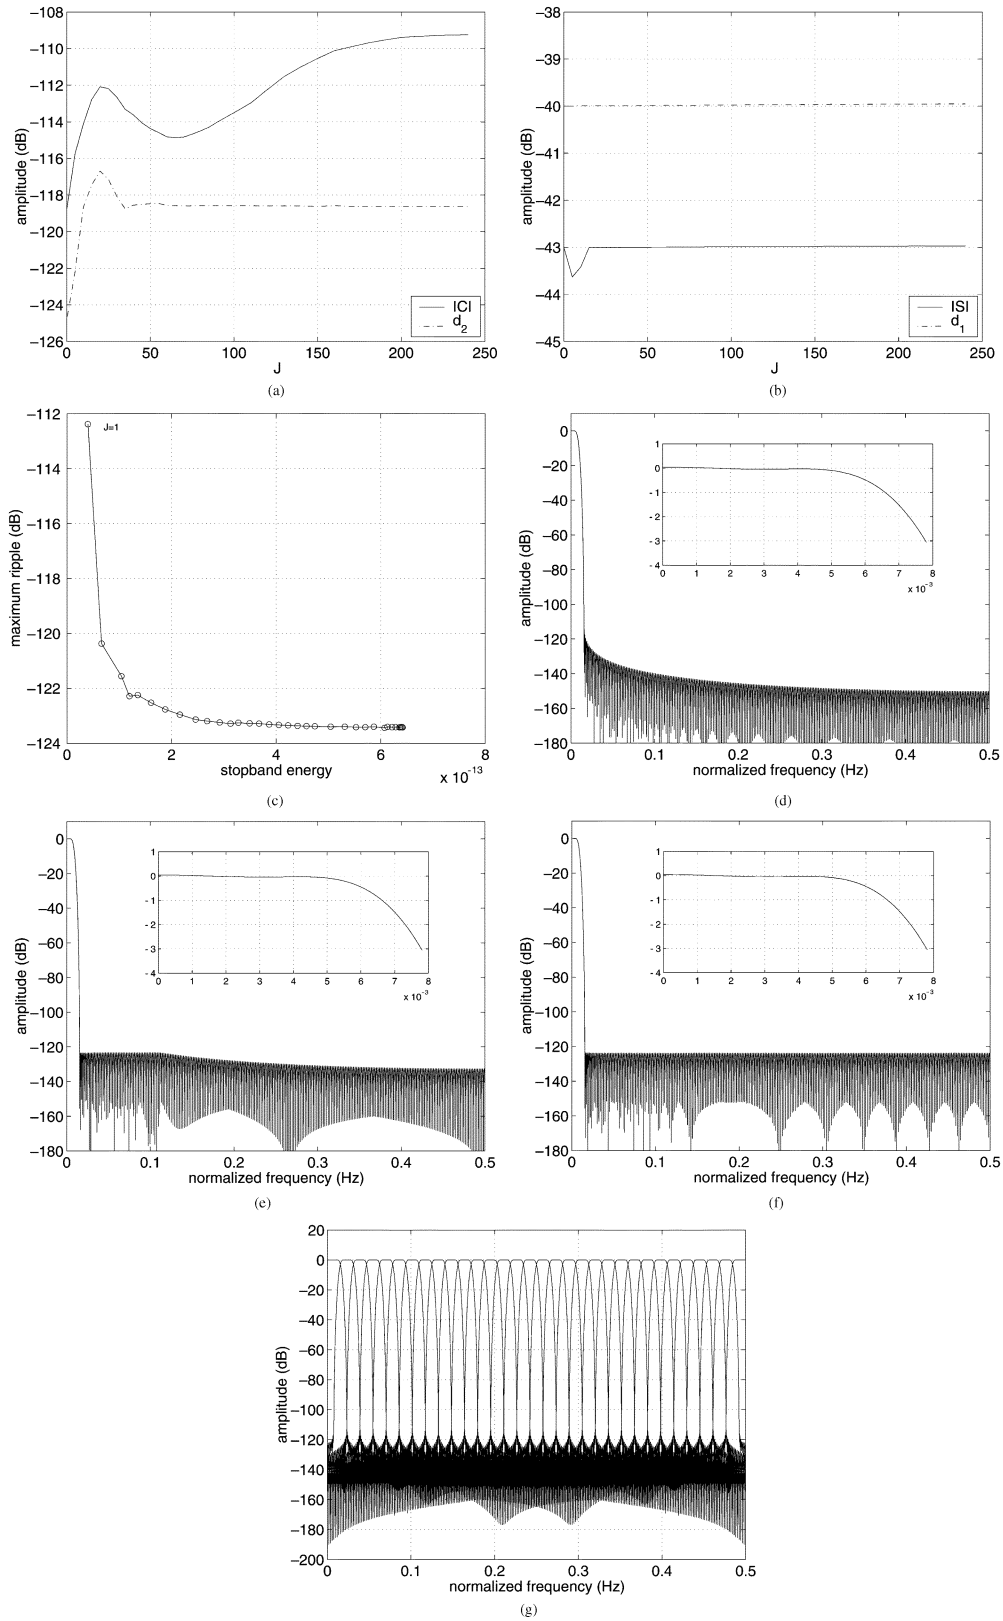 −108
−110
−112
−114
−116
−118
−120
−122
−124
−126
amplitude (dB)
0 50 100 150 200 250
J
|C|
d2
(a)
−38
−39
−40
−41
−42
−43
−44
−45
amplitude (dB)
0 50 100 150 200 250
J
|S|
d1
(b)
−112
−114
−116
−118
−120
−122
−124
maximum ripple (dB)
J=1
0 2 4 6 8
stopband energy
x 10-13
(c)
0
−20
−40
−60
−80
−100
−120
−140
−160
−180
amplitude (dB)
1
0
-1
-2
-3
-4
0 1 2 3 4 5 6 7 8
x 10-3
0 0.1 0.2 0.3 0.4 0.5
normalized frequency (Hz)
(d)
0
−20
−40
−60
−80
−100
−120
−140
−160
−180
amplitude (dB)
1
0
-1
-2
-3
-4
0 1 2 3 4 5 6 7 8
x 10-3
0 0.1 0.2 0.3 0.4 0.5
normalized frequency (Hz)
(e)
0
−20
−40
−60
−80
−100
−120
−140
−160
−180
amplitude (dB)
1
0
-1
-2
-3
-4
0 1 2 3 4 5 6 7 8
x 10-3
0 0.1 0.2 0.3 0.4 0.5
normalized frequency (Hz)
(f)
20
0
−20
−40
−60
−80
−100
−120
−140
−160
−180
−200
amplitude (dB)
0 0.1 0.2 0.3 0.4 0.5
normalized frequency (Hz)
(g)